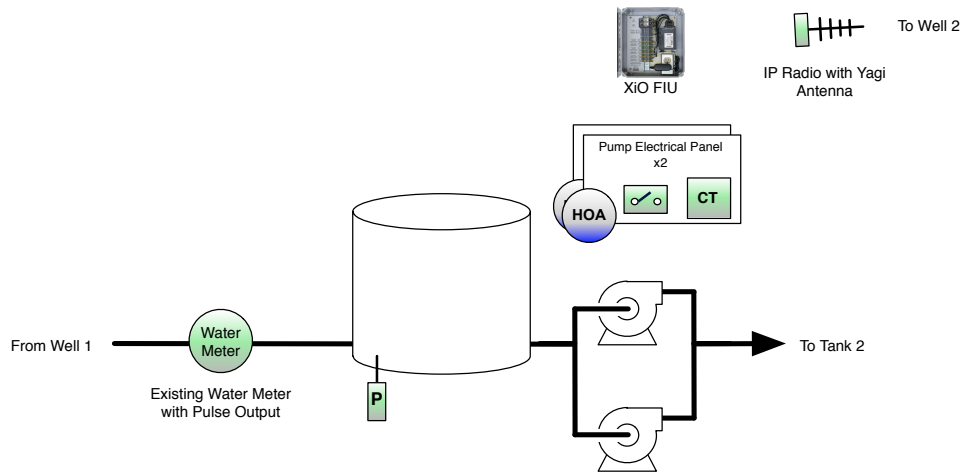 To Well 2
XiO FIU
IP Radio with Yagi
Antenna
Pump Electrical Panel
x2
CT
HOA
Water
Meter
From Well 1
To Tank 2
Existing Water Meter
with Pulse Output
P